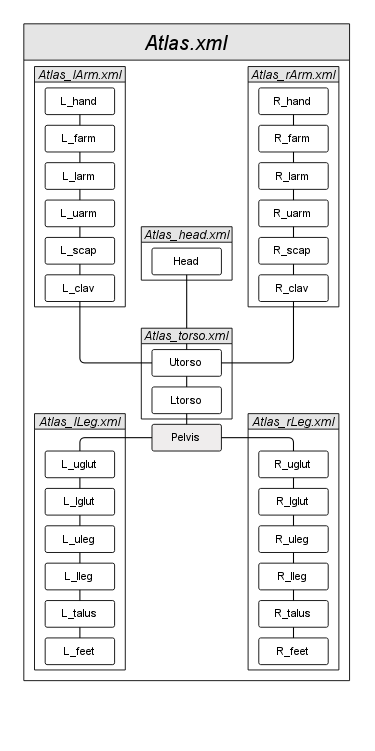 Atlas.xml
Atlas_lArm.xml
L_hand
L_farm
L_larm
L_uarm
L_scap
L_clav
Atlas_rArm.xml
R_hand
R_farm
R_larm
R_uarm
R_scap
R_clav
Atlas_head.xml
Head
Atlas_torso.xml
Utorso
Ltorso
Pelvis
Atlas_lLeg.xml
L_uglut
L_lglut
L_uleg
L_lleg
L_talus
L_feet
Atlas_rLeg.xml
R_uglut
R_lglut
R_uleg
R_lleg
R_talus
R_feet